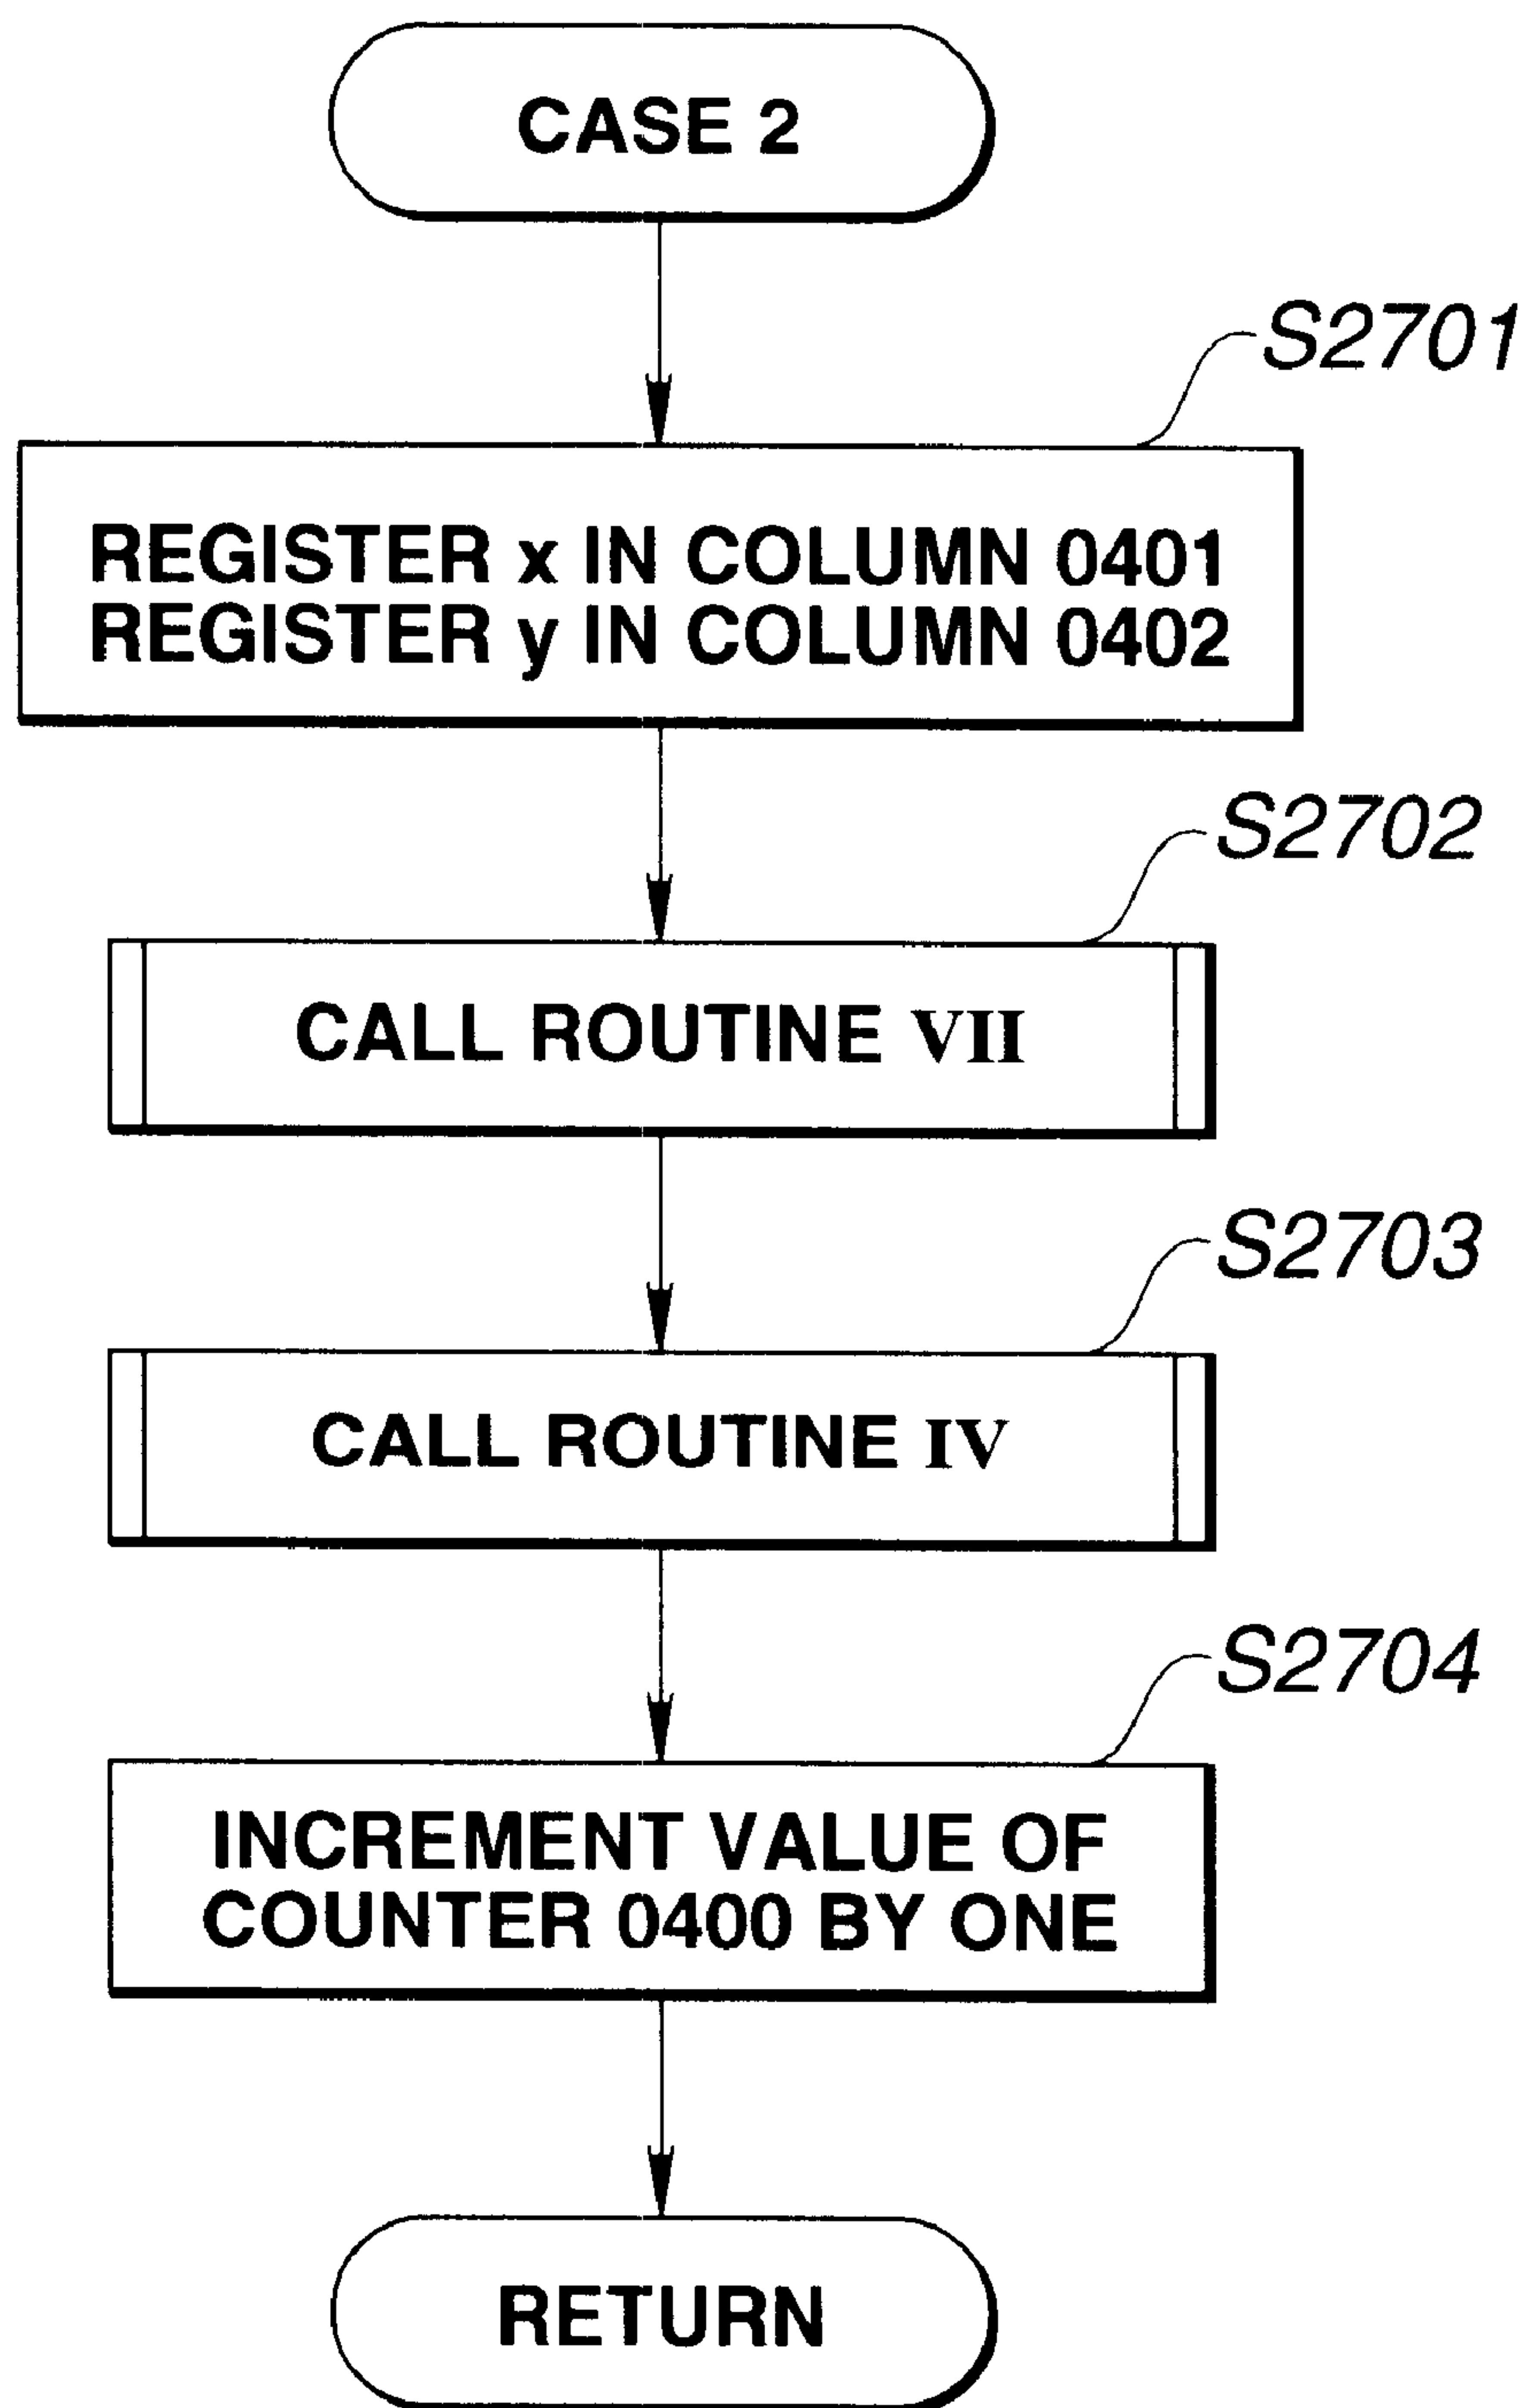 CASE 2
S2701
REGISTER x IN COLUMN 0401
REGISTER y IN COLUMN 0402
S2702
CALL ROUTINE VII
S2703
CALL ROUTINE IV
S2704
INCREMENT VALUE OF
COUNTER 0400 BY ONE
RETURN